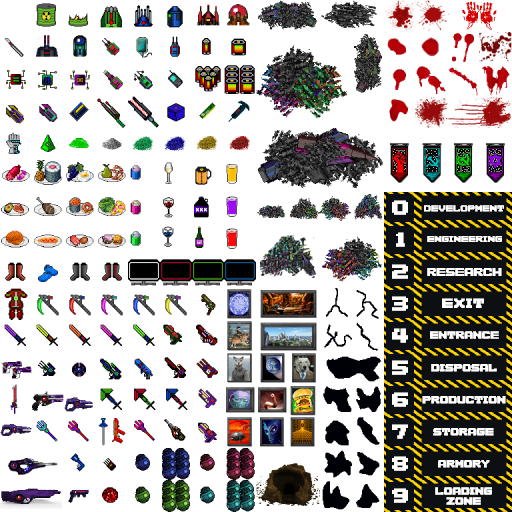 0 DEVELOPMENT
1 ENGINEERING
2 RESEARCH
3 EXIT
4 ENTRANCE
5 DISPOSAL
6 PRODUCTION
7 STORAGE
8 ARMORY
9 LOADING
ZONE